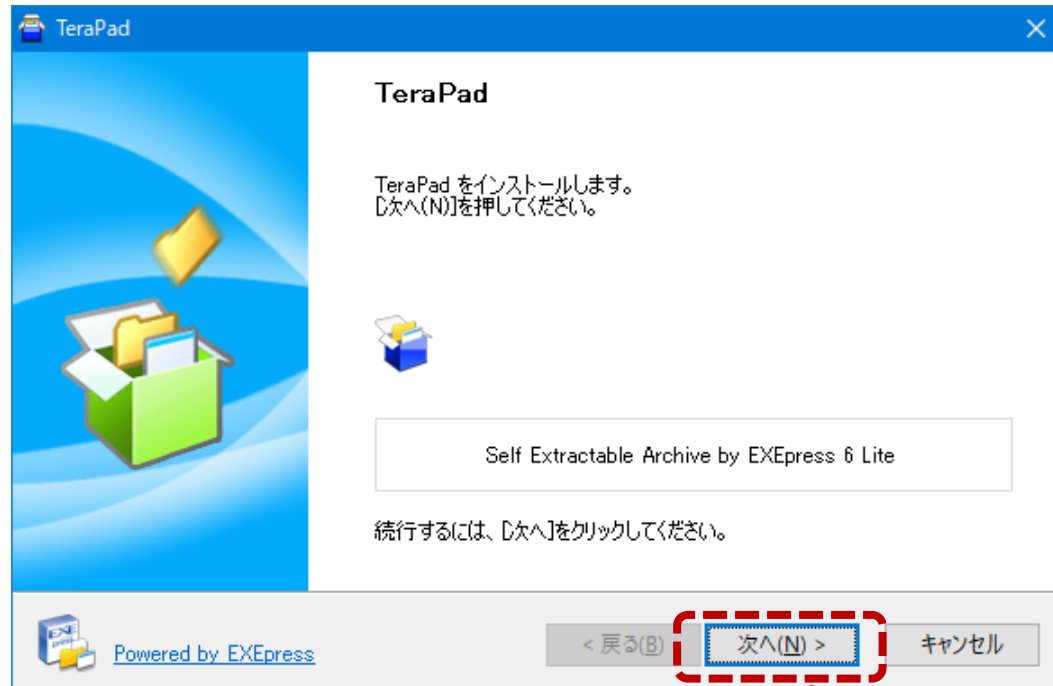 TeraPad
TeraPad
TeraPad をインストールします。
[次へ(N)]を押してください。
Self Extractable Archive by EXEpress 6 Lite
続行するには、[次へ]をクリックしてください。
Powered by EXEpress
< 戻る(B)
次へ(N) >
キャンセル